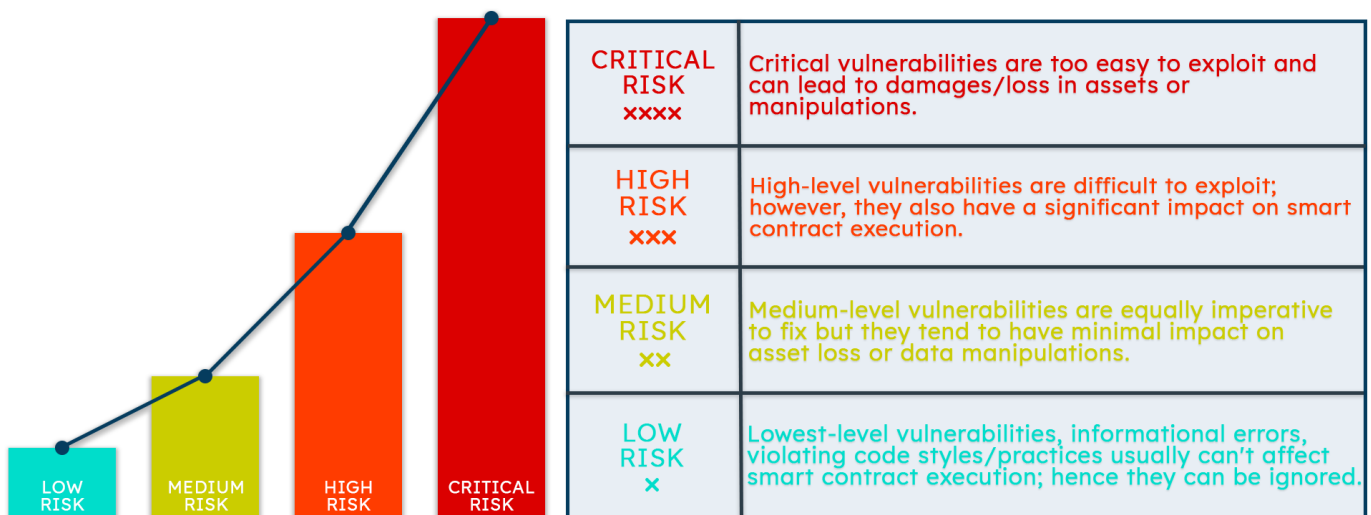 LOW
RISK
MEDIUM
RISK
HIGH
RISK
CRITICAL
RISK
CRITICAL
RISK
××××
Critical vulnerabilities are too easy to exploit and
can lead to damages/loss in assets or
manipulations.
HIGH
RISK
×××
High-level vulnerabilities are difficult to exploit;
however, they also have a significant impact on smart
contract execution.
MEDIUM
RISK
××
Medium-level vulnerabilities are equally imperative
to fix but they tend to have minimal impact on
asset loss or data manipulations.
LOW
RISK
×
Lowest-level vulnerabilities, informational errors,
violating code styles/practices usually can't affect
smart contract execution; hence they can be ignored.